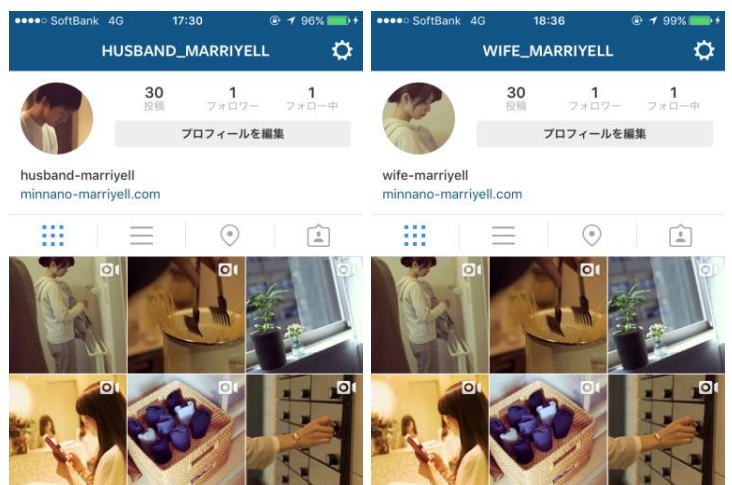 SoftBank 4G 17:30 96%
HUSBAND_MARRIYELL
30 1 1
投稿 フォロワー フォロー中
プロフィールを編集
husband-marriyell
minnano-marriyell.com
SoftBank 4G 18:36 99%
WIFE_MARRIYELL
30 1 1
投稿 フォロワー フォロー中
プロフィールを編集
wife-marriyell
minnano-marriyell.com